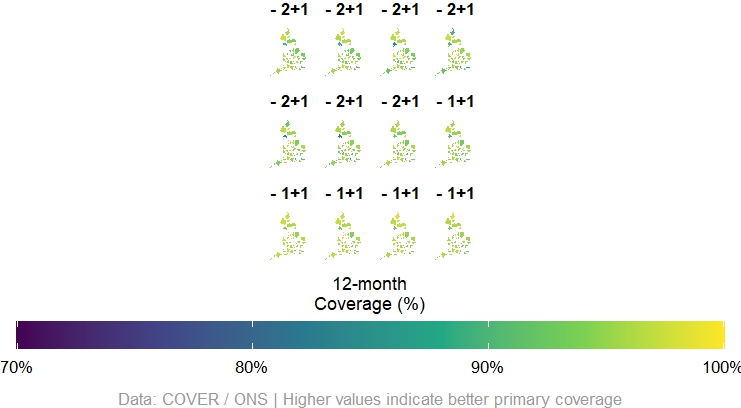 - 2+1 - 2+1 - 2+1 - 2+1
- 2+1 - 2+1 - 2+1 - 1+1
- 1+1 - 1+1 - 1+1 - 1+1
12-month
Coverage (%)
70% 80% 90% 100%
Data: COVER / ONS | Higher values indicate better primary coverage